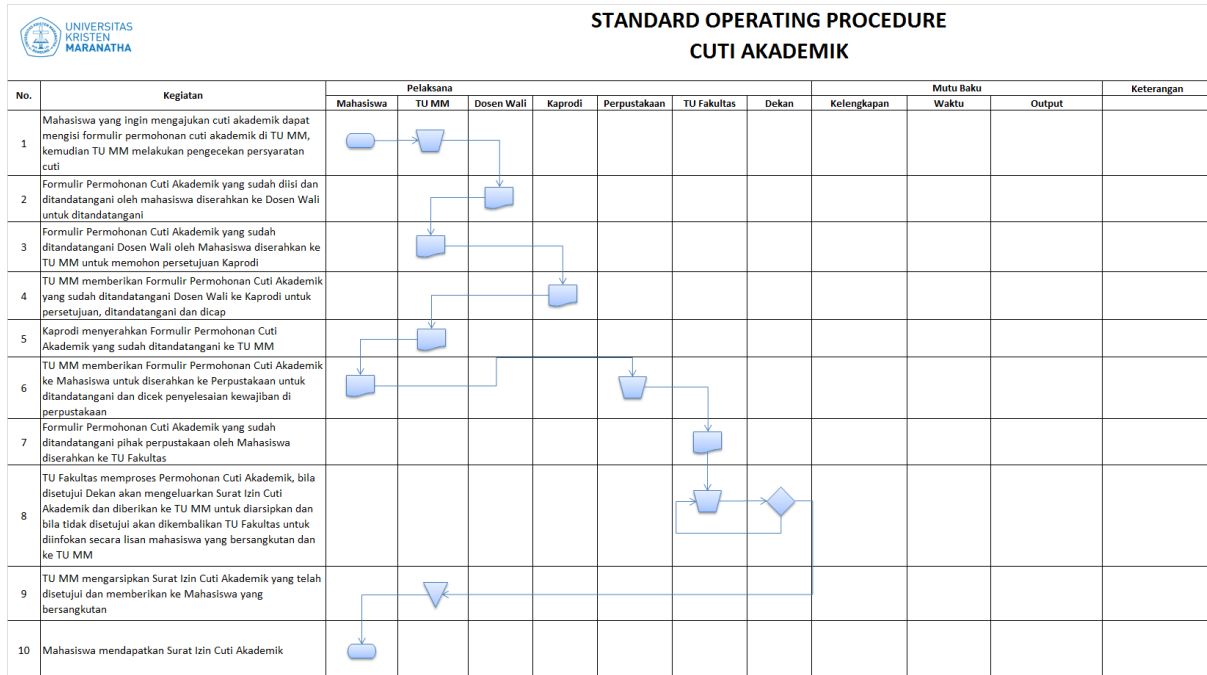 UNIVERSITAS
KRISTEN
MARANATHA
STANDARD OPERATING PROCEDURE
CUTI AKADEMIK
No.
Kegiatan
Pelaksana
Mutu Baku
Keterangan
Mahasiswa
TU MM
Dosen Wali
Kaprodi
Perpustakaan
TU Fakultas
Dekan
Kelengkapan
Waktu
Output
1
Mahasiswa yang ingin mengajukan cuti akademik dapat
mengisi formulir permohonan cuti akademik di TU MM,
kemudian TU MM melakukan pengecekan persyaratan
cuti
2
Formulir Permohonan Cuti Akademik yang sudah diisi dan
ditandatangani oleh mahasiswa diserahkan ke Dosen Wali
untuk ditandatangani
3
Formulir Permohonan Cuti Akademik yang sudah
ditandatangani Dosen Wali oleh Mahasiswa diserahkan ke
TU MM untuk memohon persetujuan Kaprodi
4
TU MM memberikan Formulir Permohonan Cuti Akademik
yang sudah ditandatangani Dosen Wali ke Kaprodi untuk
persetujuan, ditandatangani dan dicap
5
Kaprodi menyerahkan Formulir Permohonan Cuti
Akademik yang sudah ditandatangani ke TU MM
6
TU MM memberikan Formulir Permohonan Cuti Akademik
ke Mahasiswa untuk diserahkan ke Perpustakaan untuk
ditandatangani dan dicek penyelesaian kewajiban di
perpustakaan
7
Formulir Permohonan Cuti Akademik yang sudah
ditandatangani pihak perpustakaan oleh Mahasiswa
diserahkan ke TU Fakultas
8
TU Fakultas memproses Permohonan Cuti Akademik, bila
disetujui Dekan akan mengeluarkan Surat Izin Cuti
Akademik dan diberikan ke TU MM untuk diarsipkan dan
bila tidak disetujui akan dikembalikan TU Fakultas untuk
diinfokan secara lisan mahasiswa yang bersangkutan dan
ke TU MM
9
TU MM mengarsipkan Surat Izin Cuti Akademik yang telah
disetujui dan memberikan ke Mahasiswa yang
bersangkutan
10
Mahasiswa mendapatkan Surat Izin Cuti Akademik